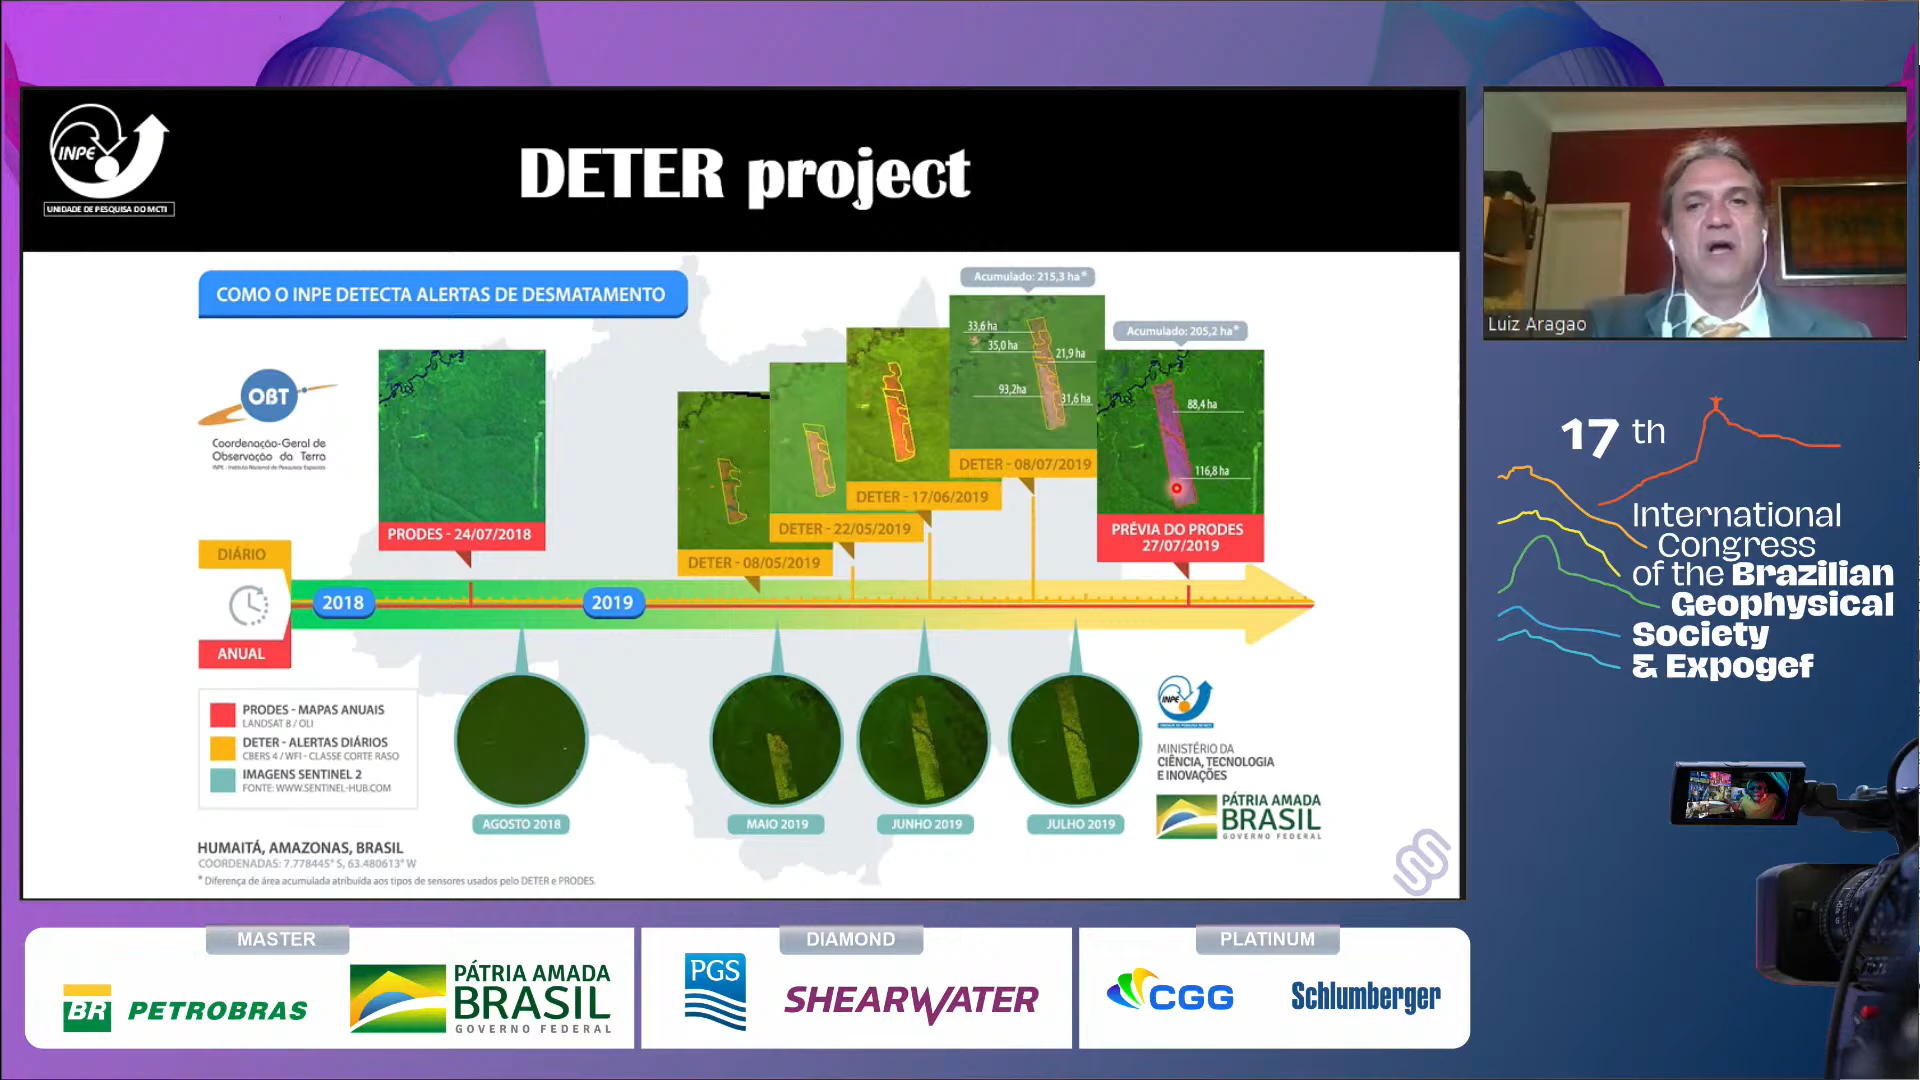 INPE
UNIDADE DE PESQUISA DO MCTI
DETER project
Luiz Aragao
COMO O INPE DETECTA ALERTAS DE DESMATAMENTO
OBT
Coordenação-Geral de
Observação da Terra
INPE - Instituto Nacional de Pesquisas Espaciais
PRODES - 24/07/2018
DETER - 08/05/2019
DETER - 22/05/2019
DETER - 17/06/2019
Acumulado: 215,3 ha*
33,6 ha
35,0 ha
21,9 ha
93,2ha
31,6 ha
DETER - 08/07/2019
Acumulado: 205,2 ha*
88,4 ha
116,8 ha
PRÉVIA DO PRODES
27/07/2019
DIÁRIO
ANUAL
2018
2019
PRODES - MAPAS ANUAIS
LANDSAT 8 / OLI
DETER - ALERTAS DIÁRIOS
CBERS 4 / WFI - CLASSE CORTE RASO
IMAGENS SENTINEL 2
FONTE: WWW.SENTINEL-HUB.COM
AGOSTO 2018
MAIO 2019
JUNHO 2019
JULHO 2019
INPE
MINISTÉRIO DA
CIÊNCIA, TECNOLOGIA
E INOVAÇÕES
PÁTRIA AMADA
BRASIL
GOVERNO FEDERAL
HUMAITÁ, AMAZONAS, BRASIL
COORDENADAS: 7.778445° S, 63.480613° W
* Diferença de área acumulada atribuída aos tipos de sensores usados pelo DETER e PRODES.
17 th
International
Congress
of the Brazilian
Geophysical
Society
& Expogef
MASTER
BR PETROBRAS
PÁTRIA AMADA
BRASIL
GOVERNO FEDERAL
DIAMOND
PGS
SHEARWATER
PLATINUM
CGG
Schlumberger